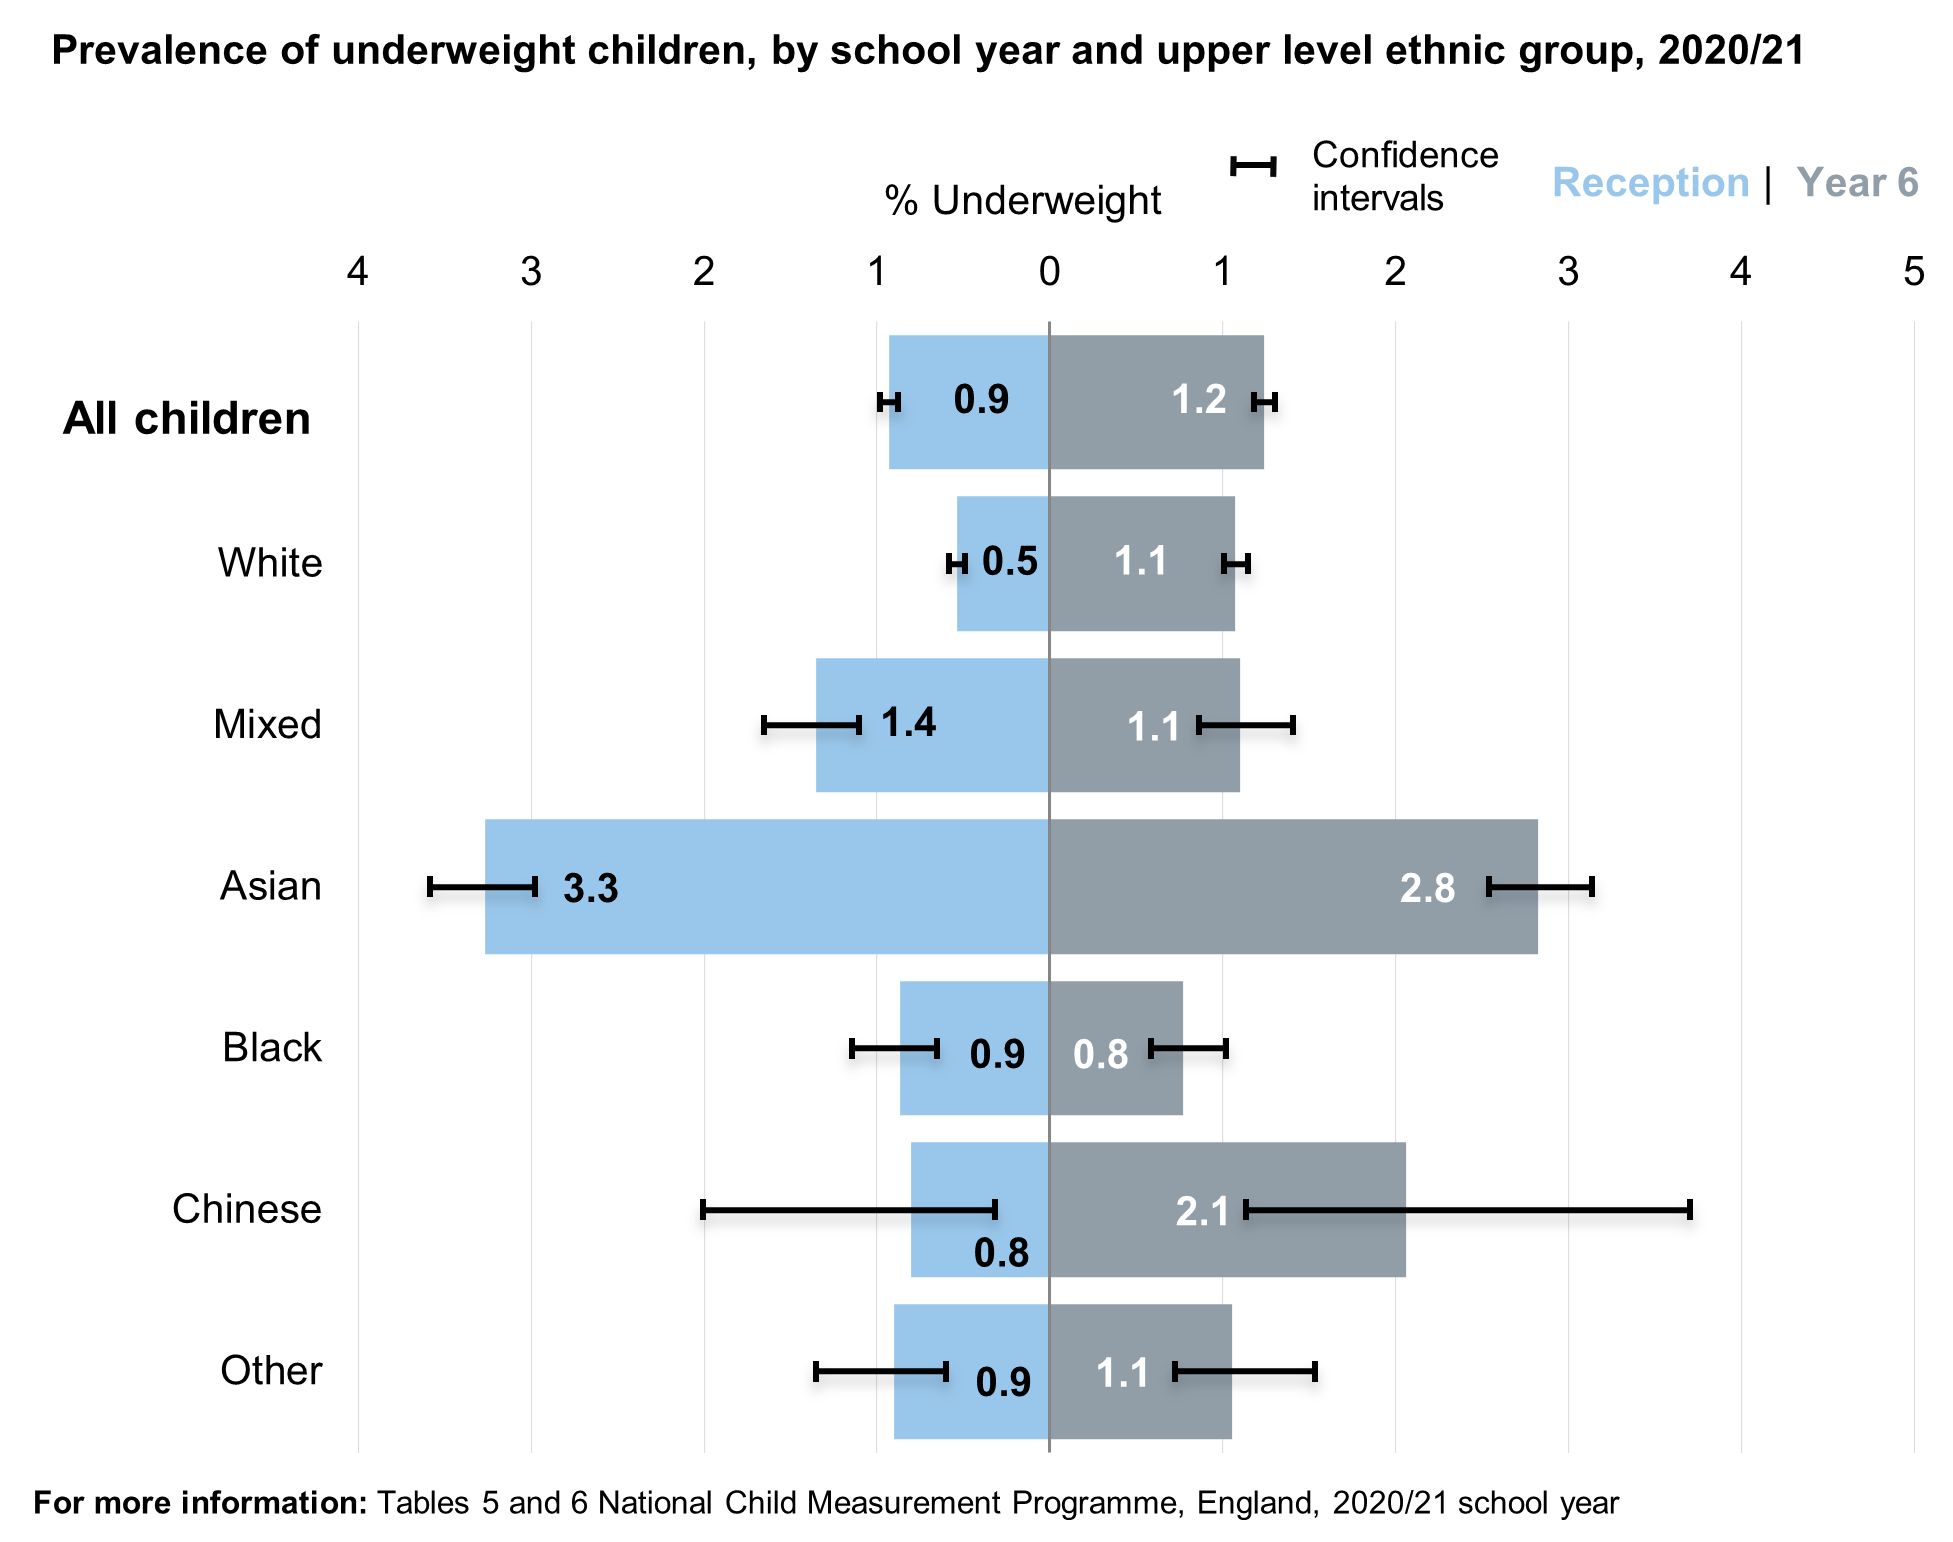 Prevalence of underweight children, by school year and upper level ethnic group, 2020/21
Confidence
intervals
Reception | Year 6
% Underweight
4 3 2 1 0 1 2 3 4 5
All children 0.9 1.2
White 0.5 1.1
Mixed 1.4 1.1
Asian 3.3 2.8
Black 0.9 0.8
Chinese 0.8 2.1
Other 0.9 1.1
For more information: Tables 5 and 6 National Child Measurement Programme, England, 2020/21 school year